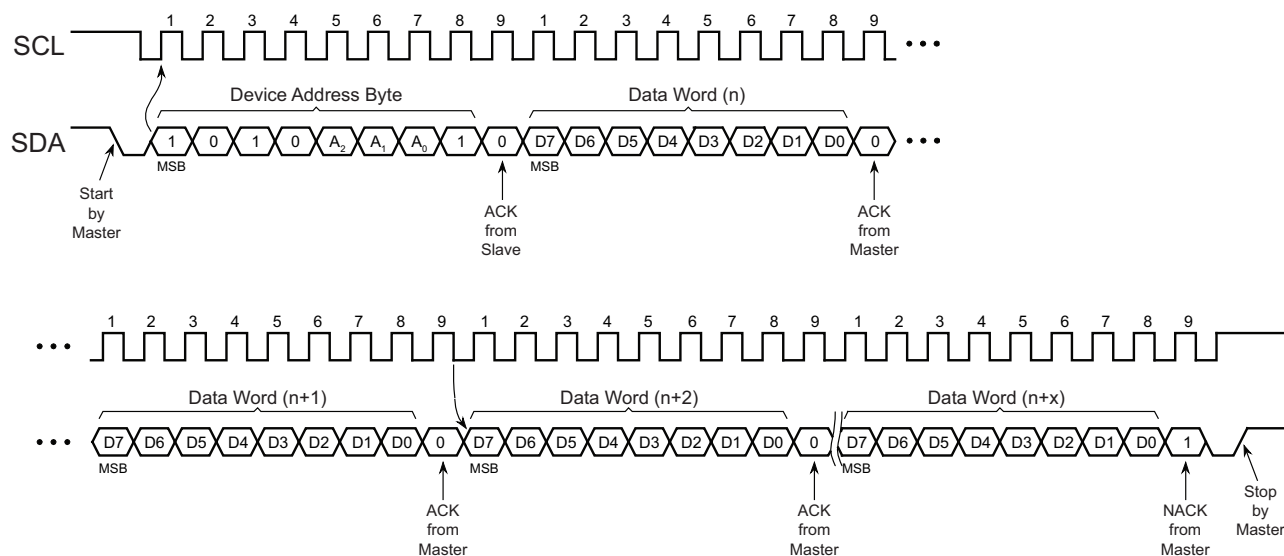 1 2 3 4 5 6 7 8 9 1 2 3 4 5 6 7 8 9
SCL • • •
Device Address Byte Data Word (n)
SDA 1 0 1 0 A₂ A₁ A₀ 1 0 D7 D6 D5 D4 D3 D2 D1 D0 0 • • •
MSB MSB
Start
by
Master
ACK
from
Slave
ACK
from
Master
1 2 3 4 5 6 7 8 9 1 2 3 4 5 6 7 8 9 1 2 3 4 5 6 7 8 9
• • •
Data Word (n+1) Data Word (n+2) Data Word (n+x)
• • • D7 D6 D5 D4 D3 D2 D1 D0 0 D7 D6 D5 D4 D3 D2 D1 D0 0 D7 D6 D5 D4 D3 D2 D1 D0 1
MSB MSB MSB
ACK
from
Master
ACK
from
Master
NACK
from
Master
Stop
by
Master